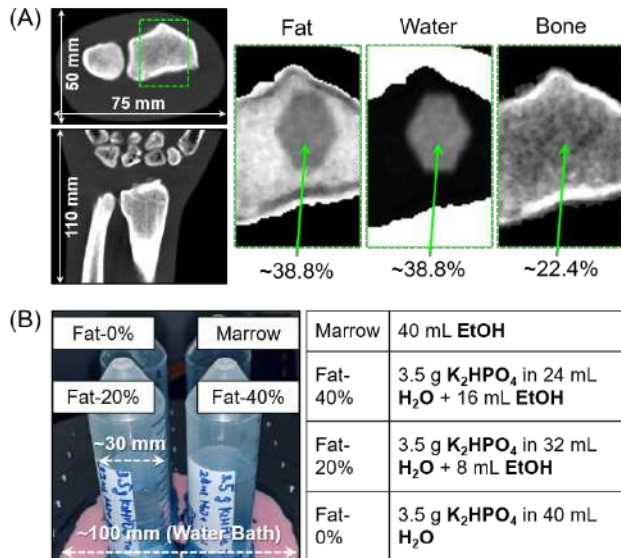 (A)
50 mm
75 mm
110 mm
Fat
Water
Bone
~38.8%
~38.8%
~22.4%
(B)
Fat-0%
Marrow
Fat-20%
Fat-40%
~30 mm
~100 mm (Water Bath)
Marrow
40 mL EtOH
Fat-
40%
3.5 g K₂HPO₄ in 24 mL
H₂O + 16 mL EtOH
Fat-
20%
3.5 g K₂HPO₄ in 32 mL
H₂O + 8 mL EtOH
Fat-
0%
3.5 g K₂HPO₄ in 40 mL
H₂O